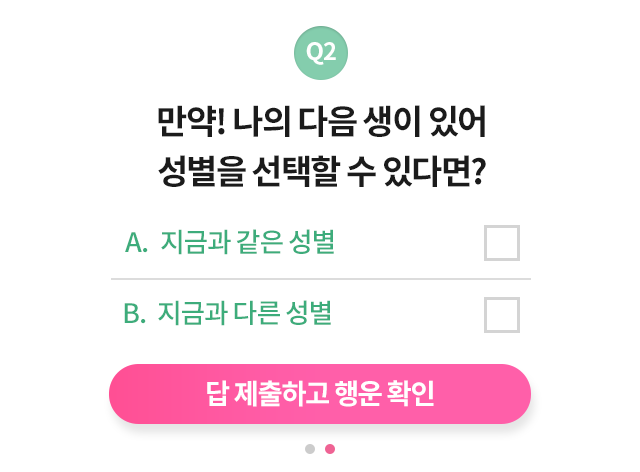 Q2
만약! 나의 다음 생이 있어
성별을 선택할 수 있다면?
A. 지금과 같은 성별
B. 지금과 다른 성별
답 제출하고 행운 확인